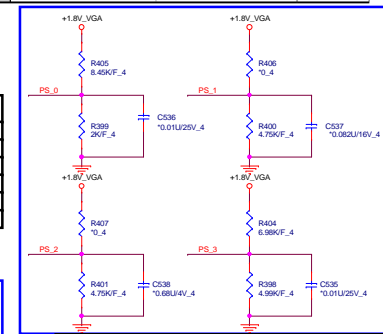 +1.8V_VGA
+1.8V_VGA
R405
8.45K/F_4
R406
*0_4
PS_0
PS_1
R399
2K/F_4
C536
*0.01U/25V_4
R400
4.75K/F_4
C537
*0.082U/16V_4
+1.8V_VGA
+1.8V_VGA
R407
*0_4
R404
6.98K/F_4
PS_2
PS_3
R401
4.75K/F_4
C538
*0.68U/4V_4
R398
4.99K/F_4
C535
*0.01U/25V_4